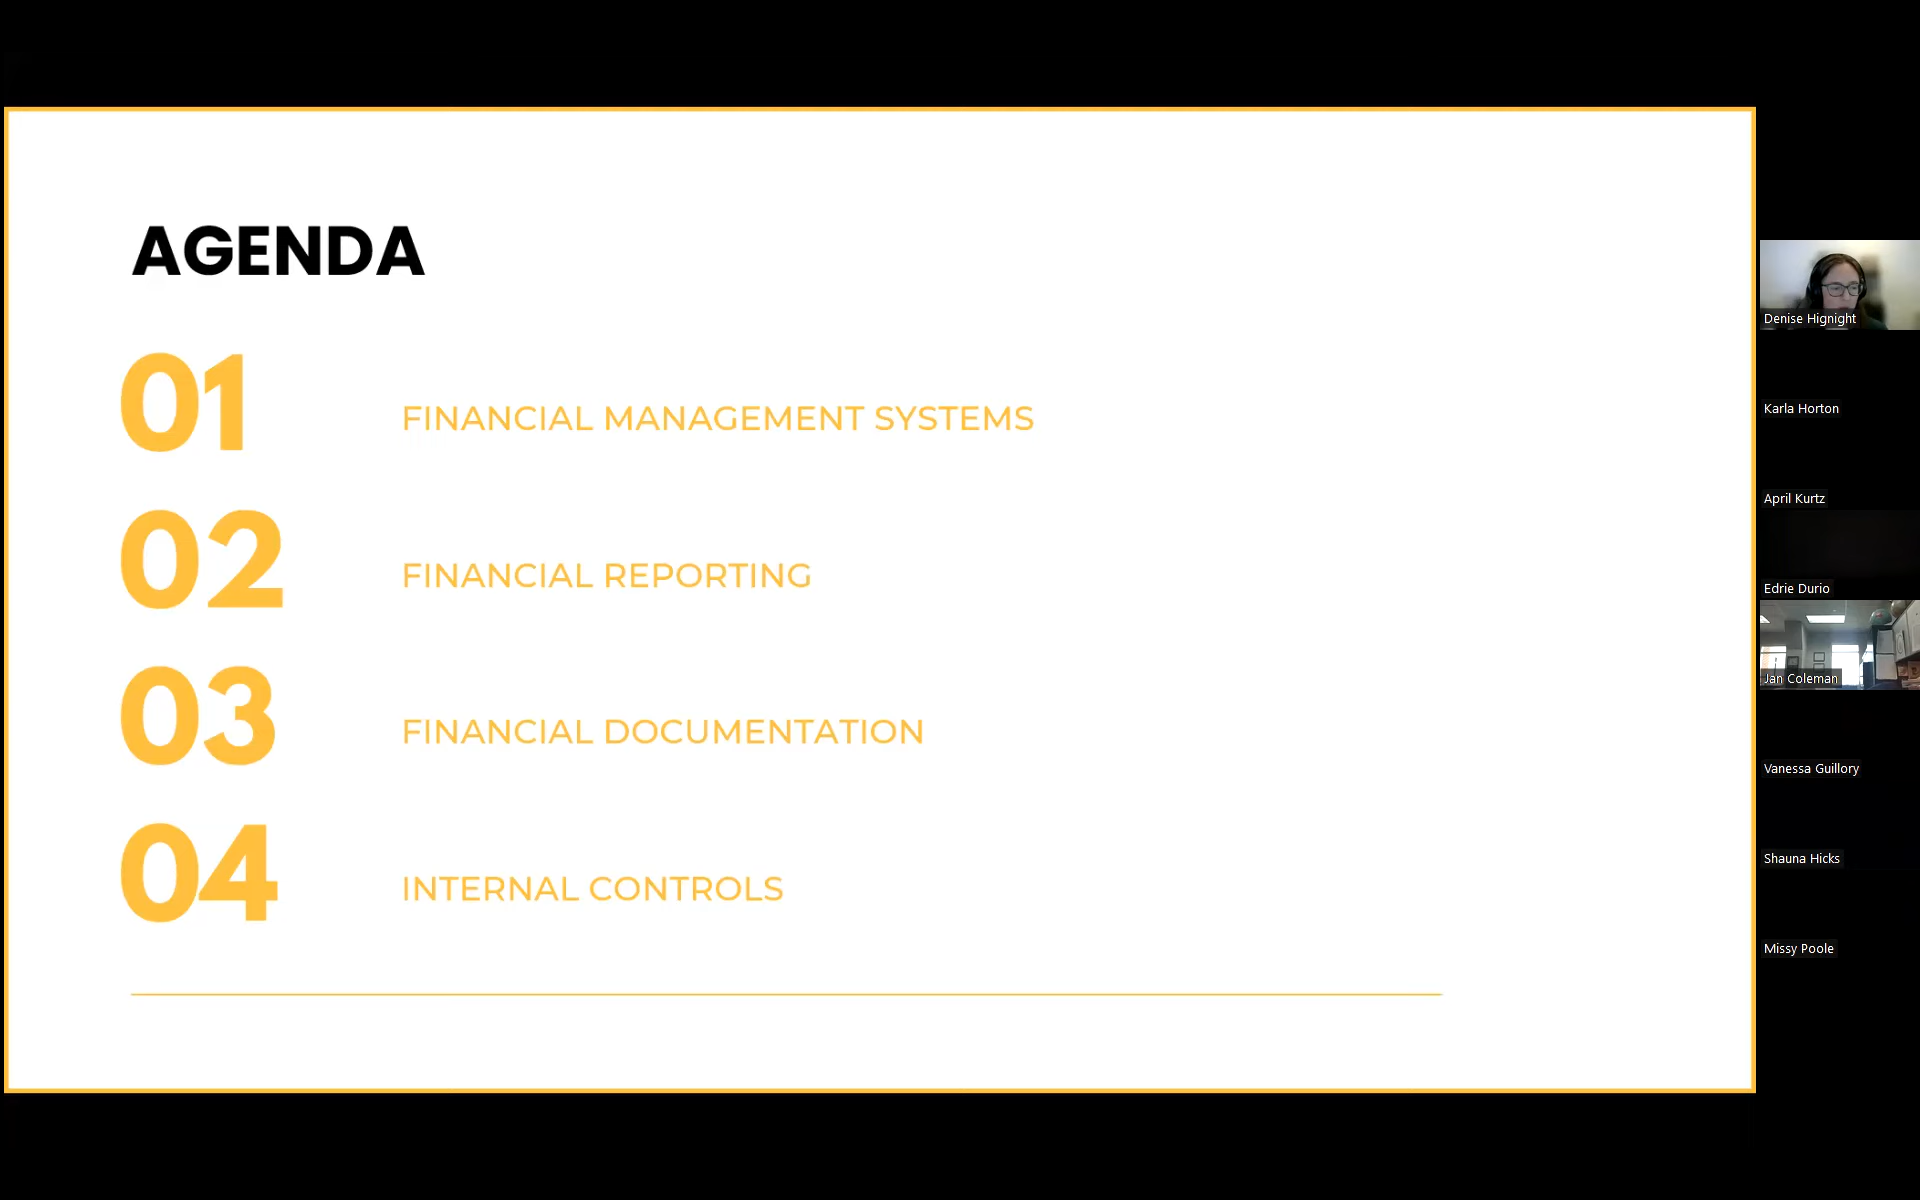 AGENDA
01
FINANCIAL MANAGEMENT SYSTEMS
02
FINANCIAL REPORTING
03
FINANCIAL DOCUMENTATION
04
INTERNAL CONTROLS
Denise Hignight
Karla Horton
April Kurtz
Edrie Durio
Jan Coleman
Vanessa Guillory
Shauna Hicks
Missy Poole